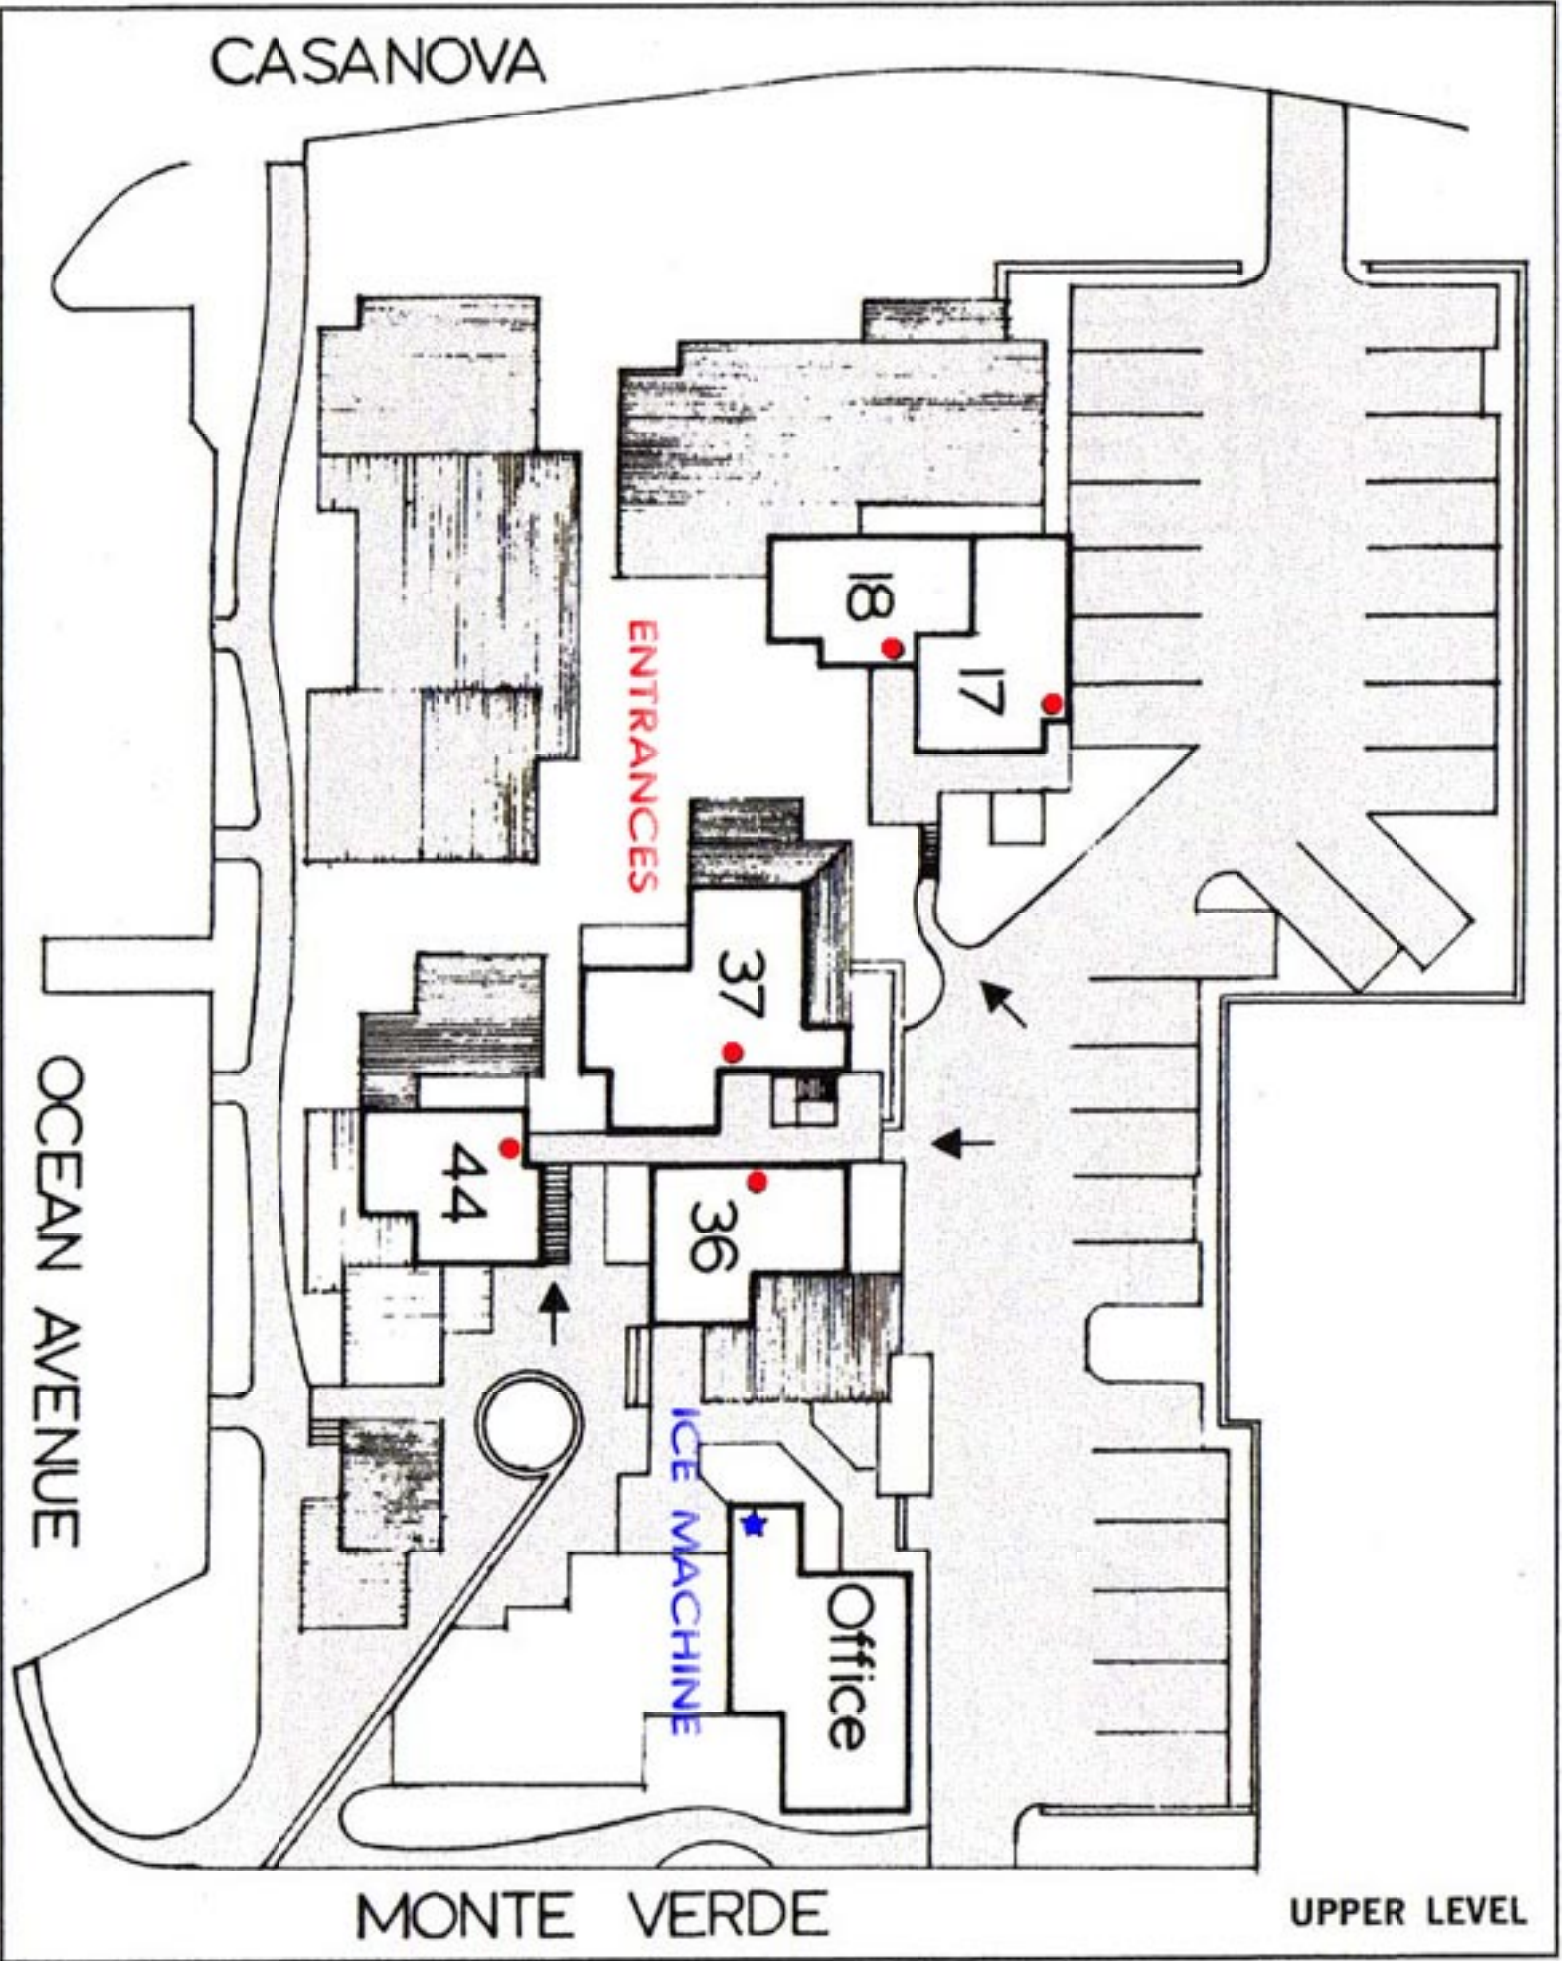 CASANOVA
18
17
ENTRANCES
37
44
36
OCEAN AVENUE
ICE MACHINE
Office
MONTE VERDE
UPPER LEVEL